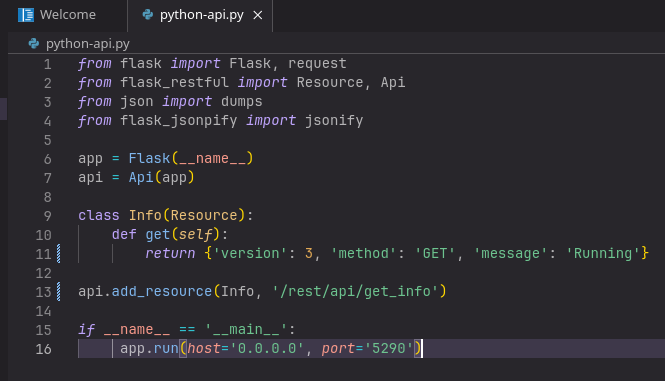 Welcome
python-api.py
python-api.py
1 from flask import Flask, request
2 from flask_restful import Resource, Api
3 from json import dumps
4 from flask_jsonpify import jsonify
5
6 app = Flask(__name__)
7 api = Api(app)
8
9 class Info(Resource):
10     def get(self):
11         return {'version': 3, 'method': 'GET', 'message': 'Running'}
12
13 api.add_resource(Info, '/rest/api/get_info')
14
15 if __name__ == '__main__':
16      app.run(host='0.0.0.0', port='5290')